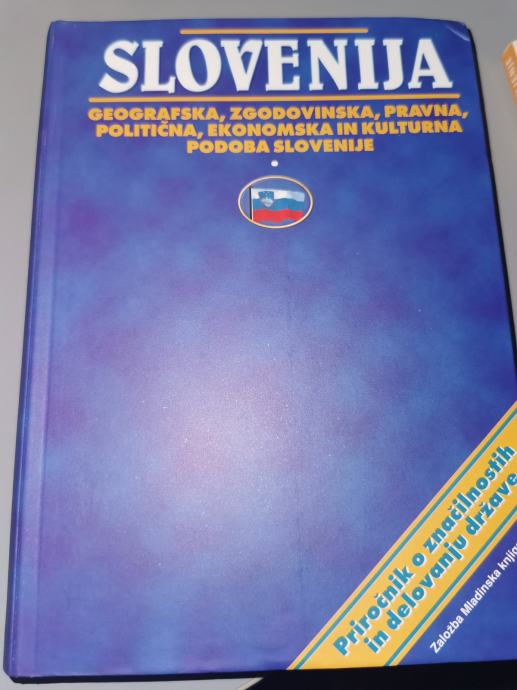 SLOVENIJA
GEOGRAFSKA, ZGODOVINSKA, PRAVNA,
POLITIČNA, EKONOMSKA IN KULTURNA
PODOBA SLOVENIJE
Priročnik o značilnostih
in delovanju države
Založba Mladinska knjiga